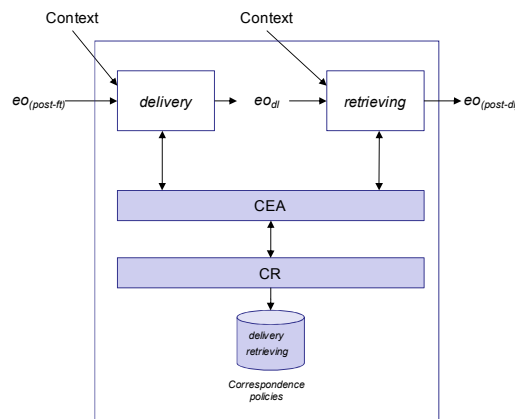 Context Context
eo(post-ft) delivery eodl retrieving eo(post-dl)
CEA
CR
delivery
retrieving
Correspondence
policies